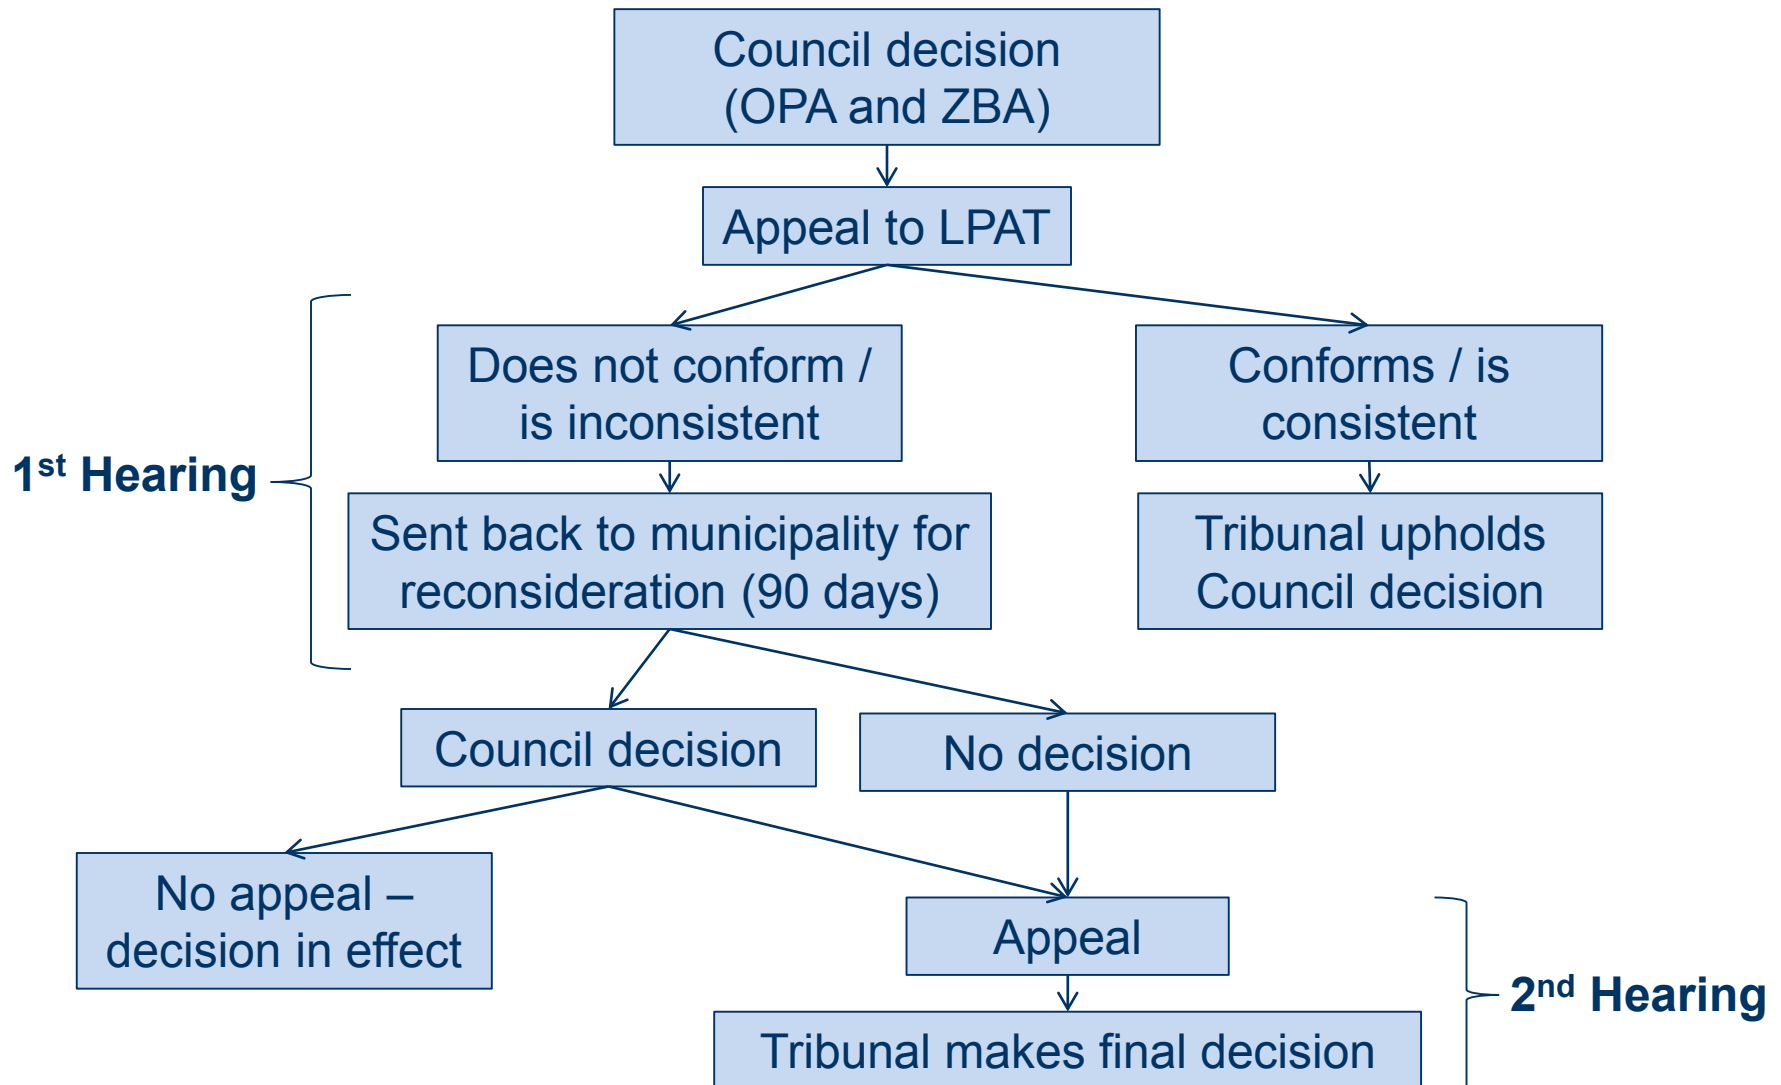 Council decision
(OPA and ZBA)
Appeal to LPAT
Does not conform /
is inconsistent
Conforms / is
consistent
1st Hearing
Sent back to municipality for
reconsideration (90 days)
Tribunal upholds
Council decision
Council decision
No decision
No appeal –
decision in effect
Appeal
2nd Hearing
Tribunal makes final decision